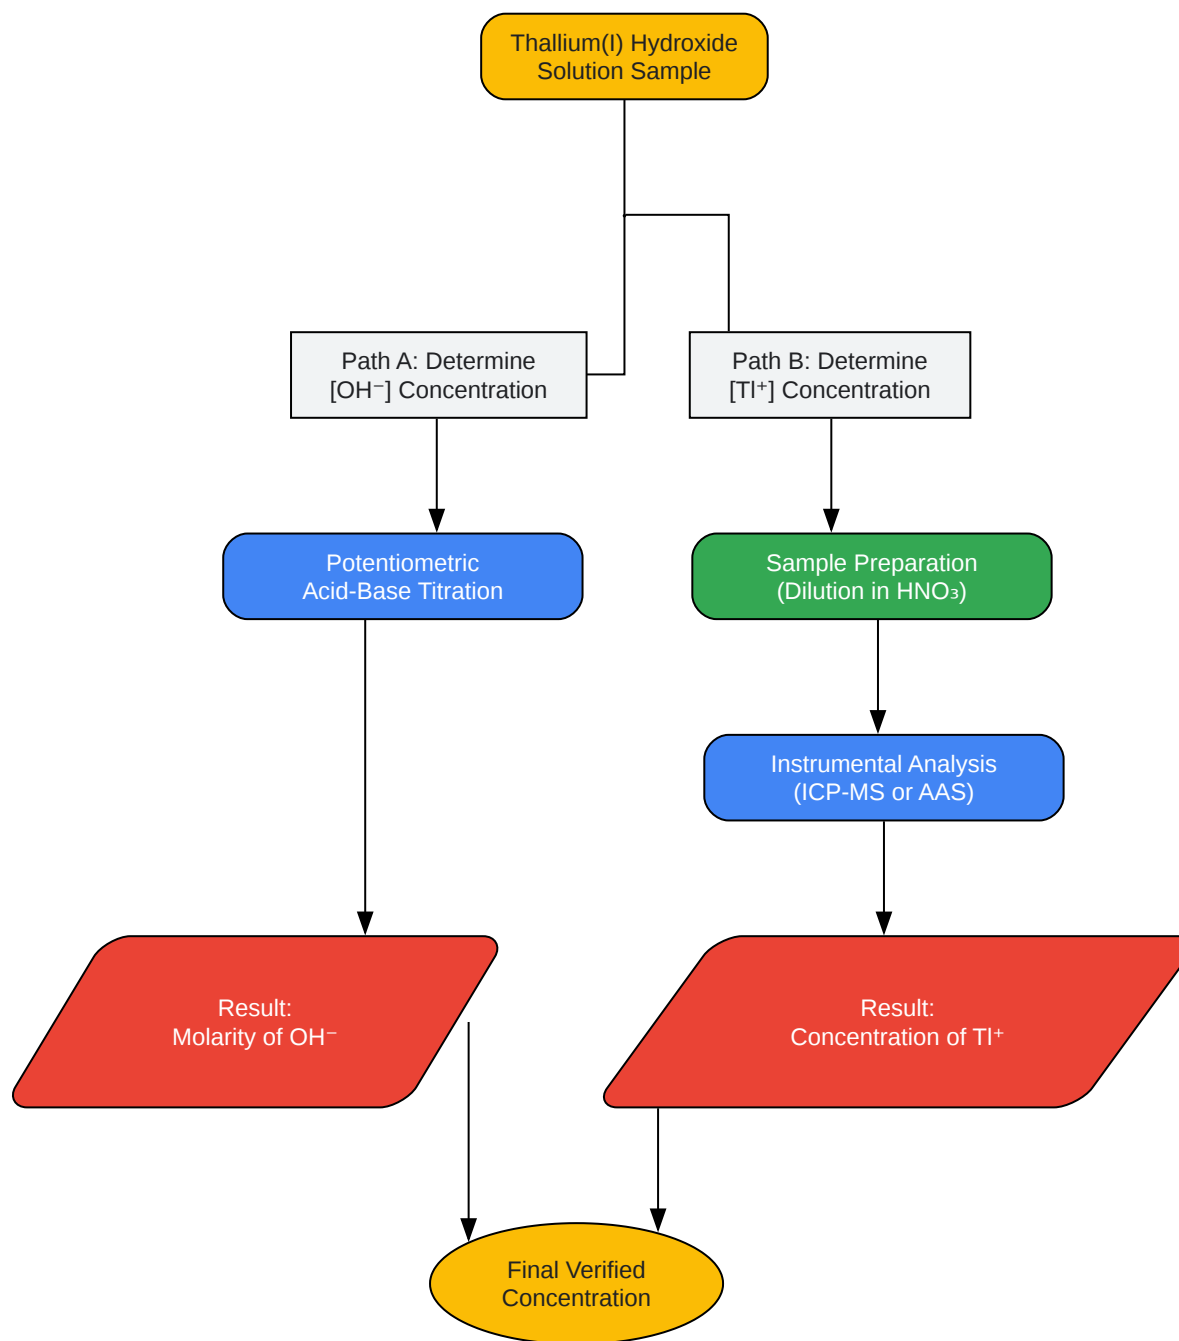 Thallium(I) Hydroxide
Solution Sample
Path A: Determine
[OH⁻] Concentration
Path B: Determine
[Tl⁺] Concentration
Potentiometric
Acid-Base Titration
Sample Preparation
(Dilution in HNO₃)
Instrumental Analysis
(ICP-MS or AAS)
Result:
Molarity of OH⁻
Result:
Concentration of Tl⁺
Final Verified
Concentration